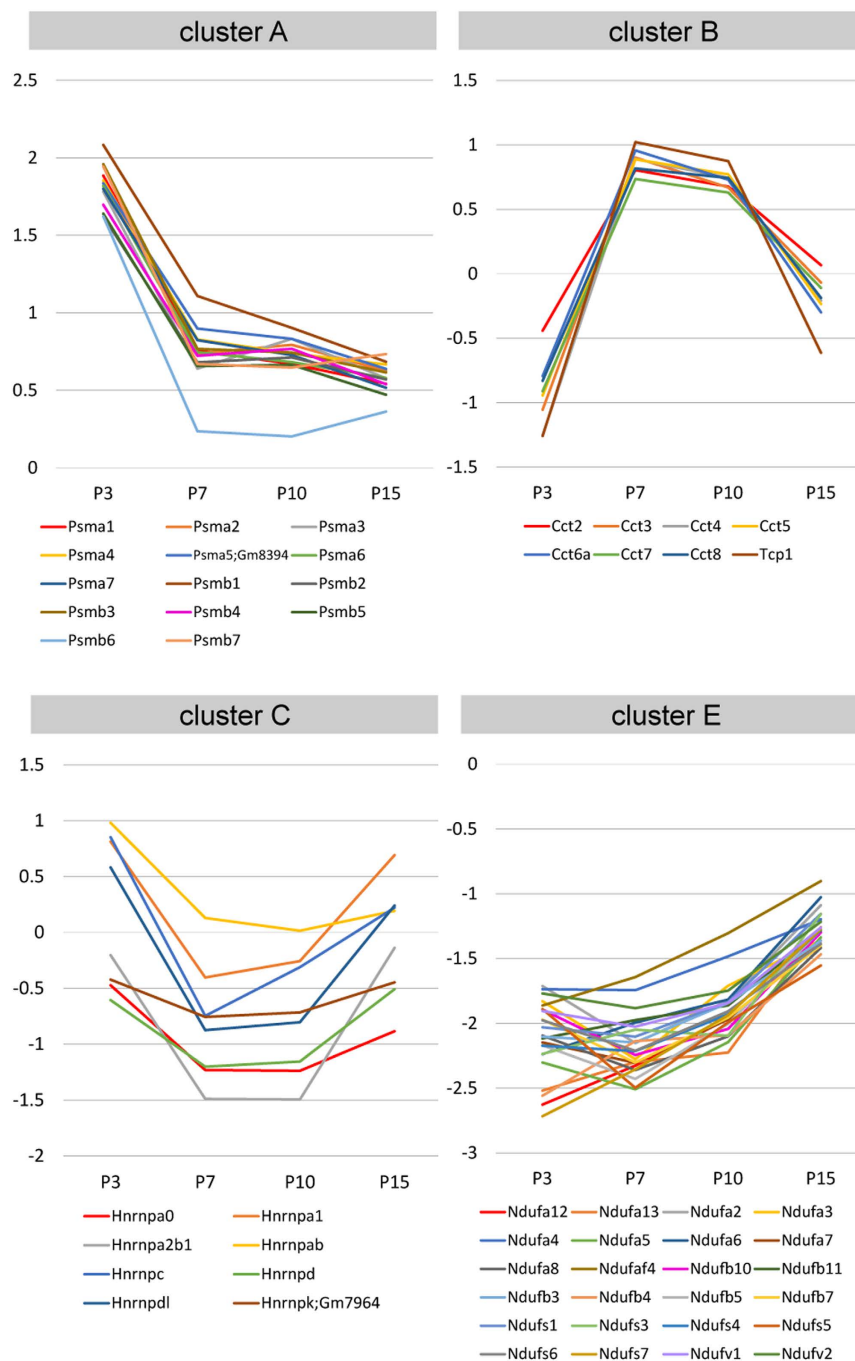 cluster A
2.5
2
1.5
1
0.5
0
P3 P7 P10 P15
Psma1 Psma2 Psma3
Psma4 Psma5;Gm8394 Psma6
Psma7 Psmb1 Psmb2
Psmb3 Psmb4 Psmb5
Psmb6 Psmb7
cluster B
1.5
1
0.5
0
-0.5
-1
-1.5
P3 P7 P10 P15
Cct2 Cct3 Cct4 Cct5
Cct6a Cct7 Cct8 Tcp1
cluster C
1.5
1
0.5
0
-0.5
-1
-1.5
-2
P3 P7 P10 P15
Hnrnpa0 Hnrnpa1
Hnrnpa2b1 Hnrnpab
Hnrnpc Hnrnpd
Hnrnpdl Hnrnpk;Gm7964
cluster E
0
-0.5
-1
-1.5
-2
-2.5
-3
P3 P7 P10 P15
Ndufa12 Ndufa13 Ndufa2 Ndufa3
Ndufa4 Ndufa5 Ndufa6 Ndufa7
Ndufa8 Ndufaf4 Ndufb10 Ndufb11
Ndufb3 Ndufb4 Ndufb5 Ndufb7
Ndufs1 Ndufs3 Ndufs4 Ndufs5
Ndufs6 Ndufs7 Ndufv1 Ndufv2